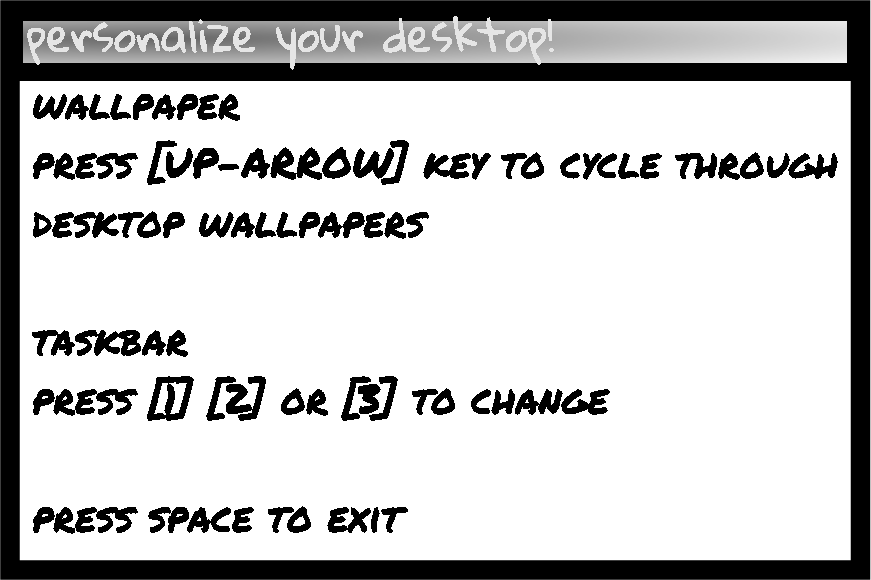 personalize your desktop!
WALLPAPER
PRESS [UP-ARROW] KEY TO CYCLE THROUGH
DESKTOP WALLPAPERS
TASKBAR
PRESS [1] [2] OR [3] TO CHANGE
PRESS SPACE TO EXIT